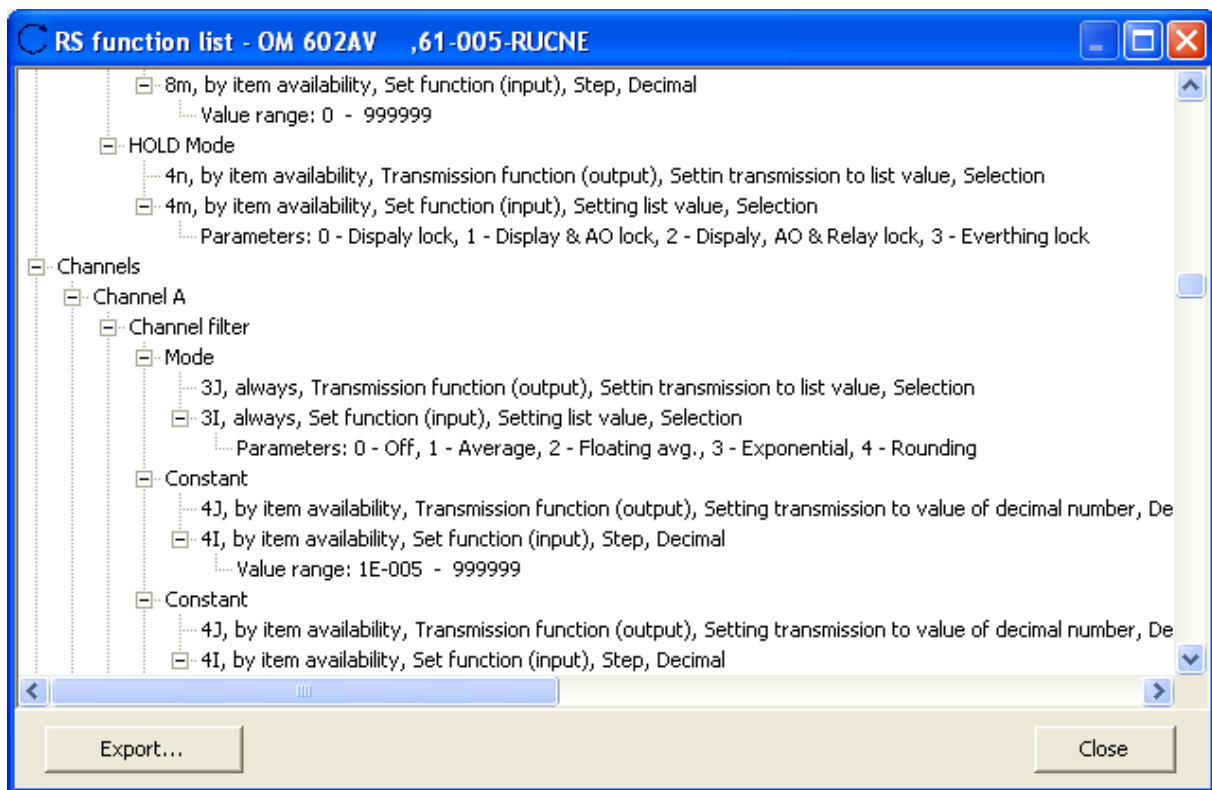 RS function list - OM 602AV    ,61-005-RUCNE
8m, by item availability, Set function (input), Step, Decimal
Value range: 0 - 999999
HOLD Mode
4n, by item availability, Transmission function (output), Settin transmission to list value, Selection
4m, by item availability, Set function (input), Setting list value, Selection
Parameters: 0 - Dispaly lock, 1 - Display & AO lock, 2 - Dispaly, AO & Relay lock, 3 - Everthing lock
Channels
Channel A
Channel filter
Mode
3J, always, Transmission function (output), Settin transmission to list value, Selection
3I, always, Set function (input), Setting list value, Selection
Parameters: 0 - Off, 1 - Average, 2 - Floating avg., 3 - Exponential, 4 - Rounding
Constant
4J, by item availability, Transmission function (output), Setting transmission to value of decimal number, De
4I, by item availability, Set function (input), Step, Decimal
Value range: 1E-005 - 999999
Constant
4J, by item availability, Transmission function (output), Setting transmission to value of decimal number, De
4I, by item availability, Set function (input), Step, Decimal
Export...
Close